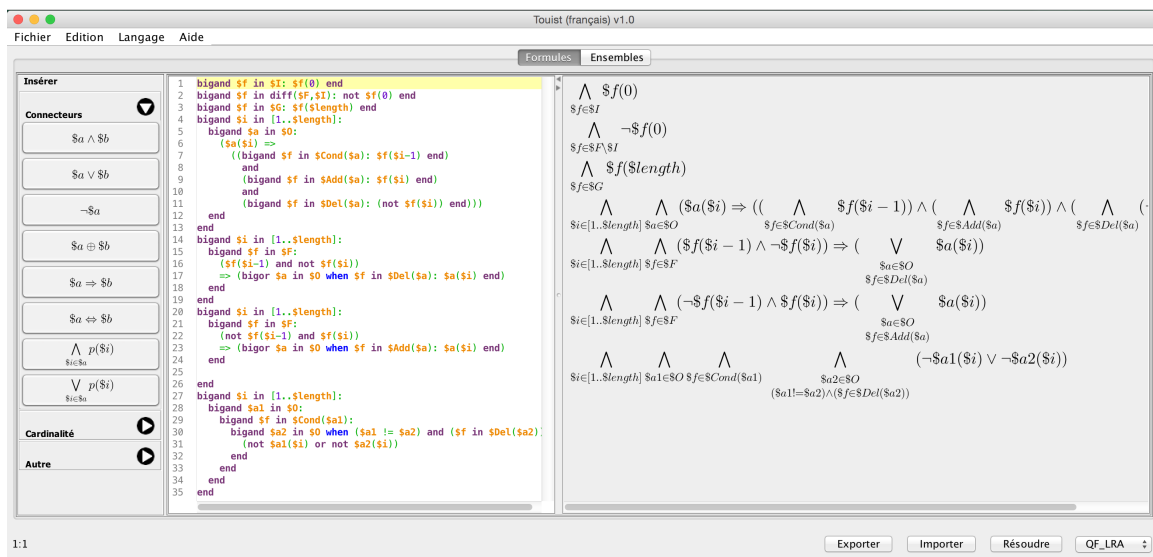 Touist (français) v1.0
Fichier Edition Langage Aide
Formules Ensembles
Insérer
Connecteurs
$a ∧ $b
$a ∨ $b
¬$a
$a ⊕ $b
$a ⇒ $b
$a ⇔ $b
⋀ p($i)
$i∈$a
⋁ p($i)
$i∈$a
Cardinalité
Autre
1 bigand $f in $I: $f(0) end
2 bigand $f in diff($F,$I): not $f(0) end
3 bigand $f in $G: $f($length) end
4 bigand $i in [1..$length]:
5 bigand $a in $O:
6 ($a($i) =>
7 ((bigand $f in $Cond($a): $f($i-1) end)
8 and
9 (bigand $f in $Add($a): $f($i) end)
10 and
11 (bigand $f in $Del($a): (not $f($i)) end)))
12 end
13 end
14 bigand $i in [1..$length]:
15 bigand $f in $F:
16 ($f($i-1) and not $f($i))
17 => (bigor $a in $O when $f in $Del($a): $a($i) end)
18 end
19 end
20 bigand $i in [1..$length]:
21 bigand $f in $F:
22 (not $f($i-1) and $f($i))
23 => (bigor $a in $O when $f in $Add($a): $a($i) end)
24 end
25
26 end
27 bigand $i in [1..$length]:
28 bigand $a1 in $O:
29 bigand $f in $Cond($a1):
30 bigand $a2 in $O when ($a1 != $a2) and ($f in $Del($a2))
31 (not $a1($i) or not $a2($i))
32 end
33 end
34 end
35 end
⋀ $f(0)
$f∈$I
⋀ ¬$f(0)
$f∈$F\$I
⋀ $f($length)
$f∈$G
⋀ ⋀ ($a($i) ⇒ (( ⋀ $f($i − 1)) ∧ ( ⋀ $f($i)) ∧ ( ⋀ (¬
$i∈[1..$length] $a∈$O $f∈$Cond($a) $f∈$Add($a) $f∈$Del($a)
⋀ ⋀ ($f($i − 1) ∧ ¬$f($i)) ⇒ ( ⋁ $a($i))
$i∈[1..$length] $f∈$F $a∈$O
$f∈$Del($a)
⋀ ⋀ (¬$f($i − 1) ∧ $f($i)) ⇒ ( ⋁ $a($i))
$i∈[1..$length] $f∈$F $a∈$O
$f∈$Add($a)
⋀ ⋀ ⋀ ⋀ (¬$a1($i) ∨ ¬$a2($i))
$i∈[1..$length] $a1∈$O $f∈$Cond($a1) $a2∈$O
($a1!=$a2)∧($f∈$Del($a2))
1:1
Exporter Importer Résoudre QF_LRA